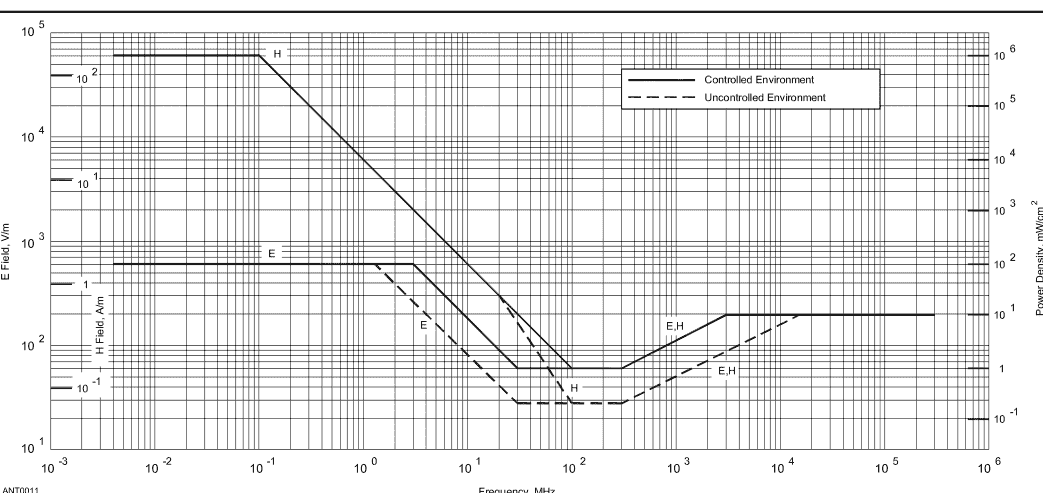 10 5
10 4
10 3
10 2
10 1
E Field, V/m
10 2
10 1
1
10 -1
H Field, A/m
H
E
E
H
E,H
E,H
Controlled Environment
Uncontrolled Environment
10 6
10 5
10 4
10 3
10 2
10 1
1
10 -1
Power Density, mW/cm 2
10 -3
10 -2
10 -1
10 0
10 1
10 2
10 3
10 4
10 5
10 6
ANT0011
Frequency, MHz